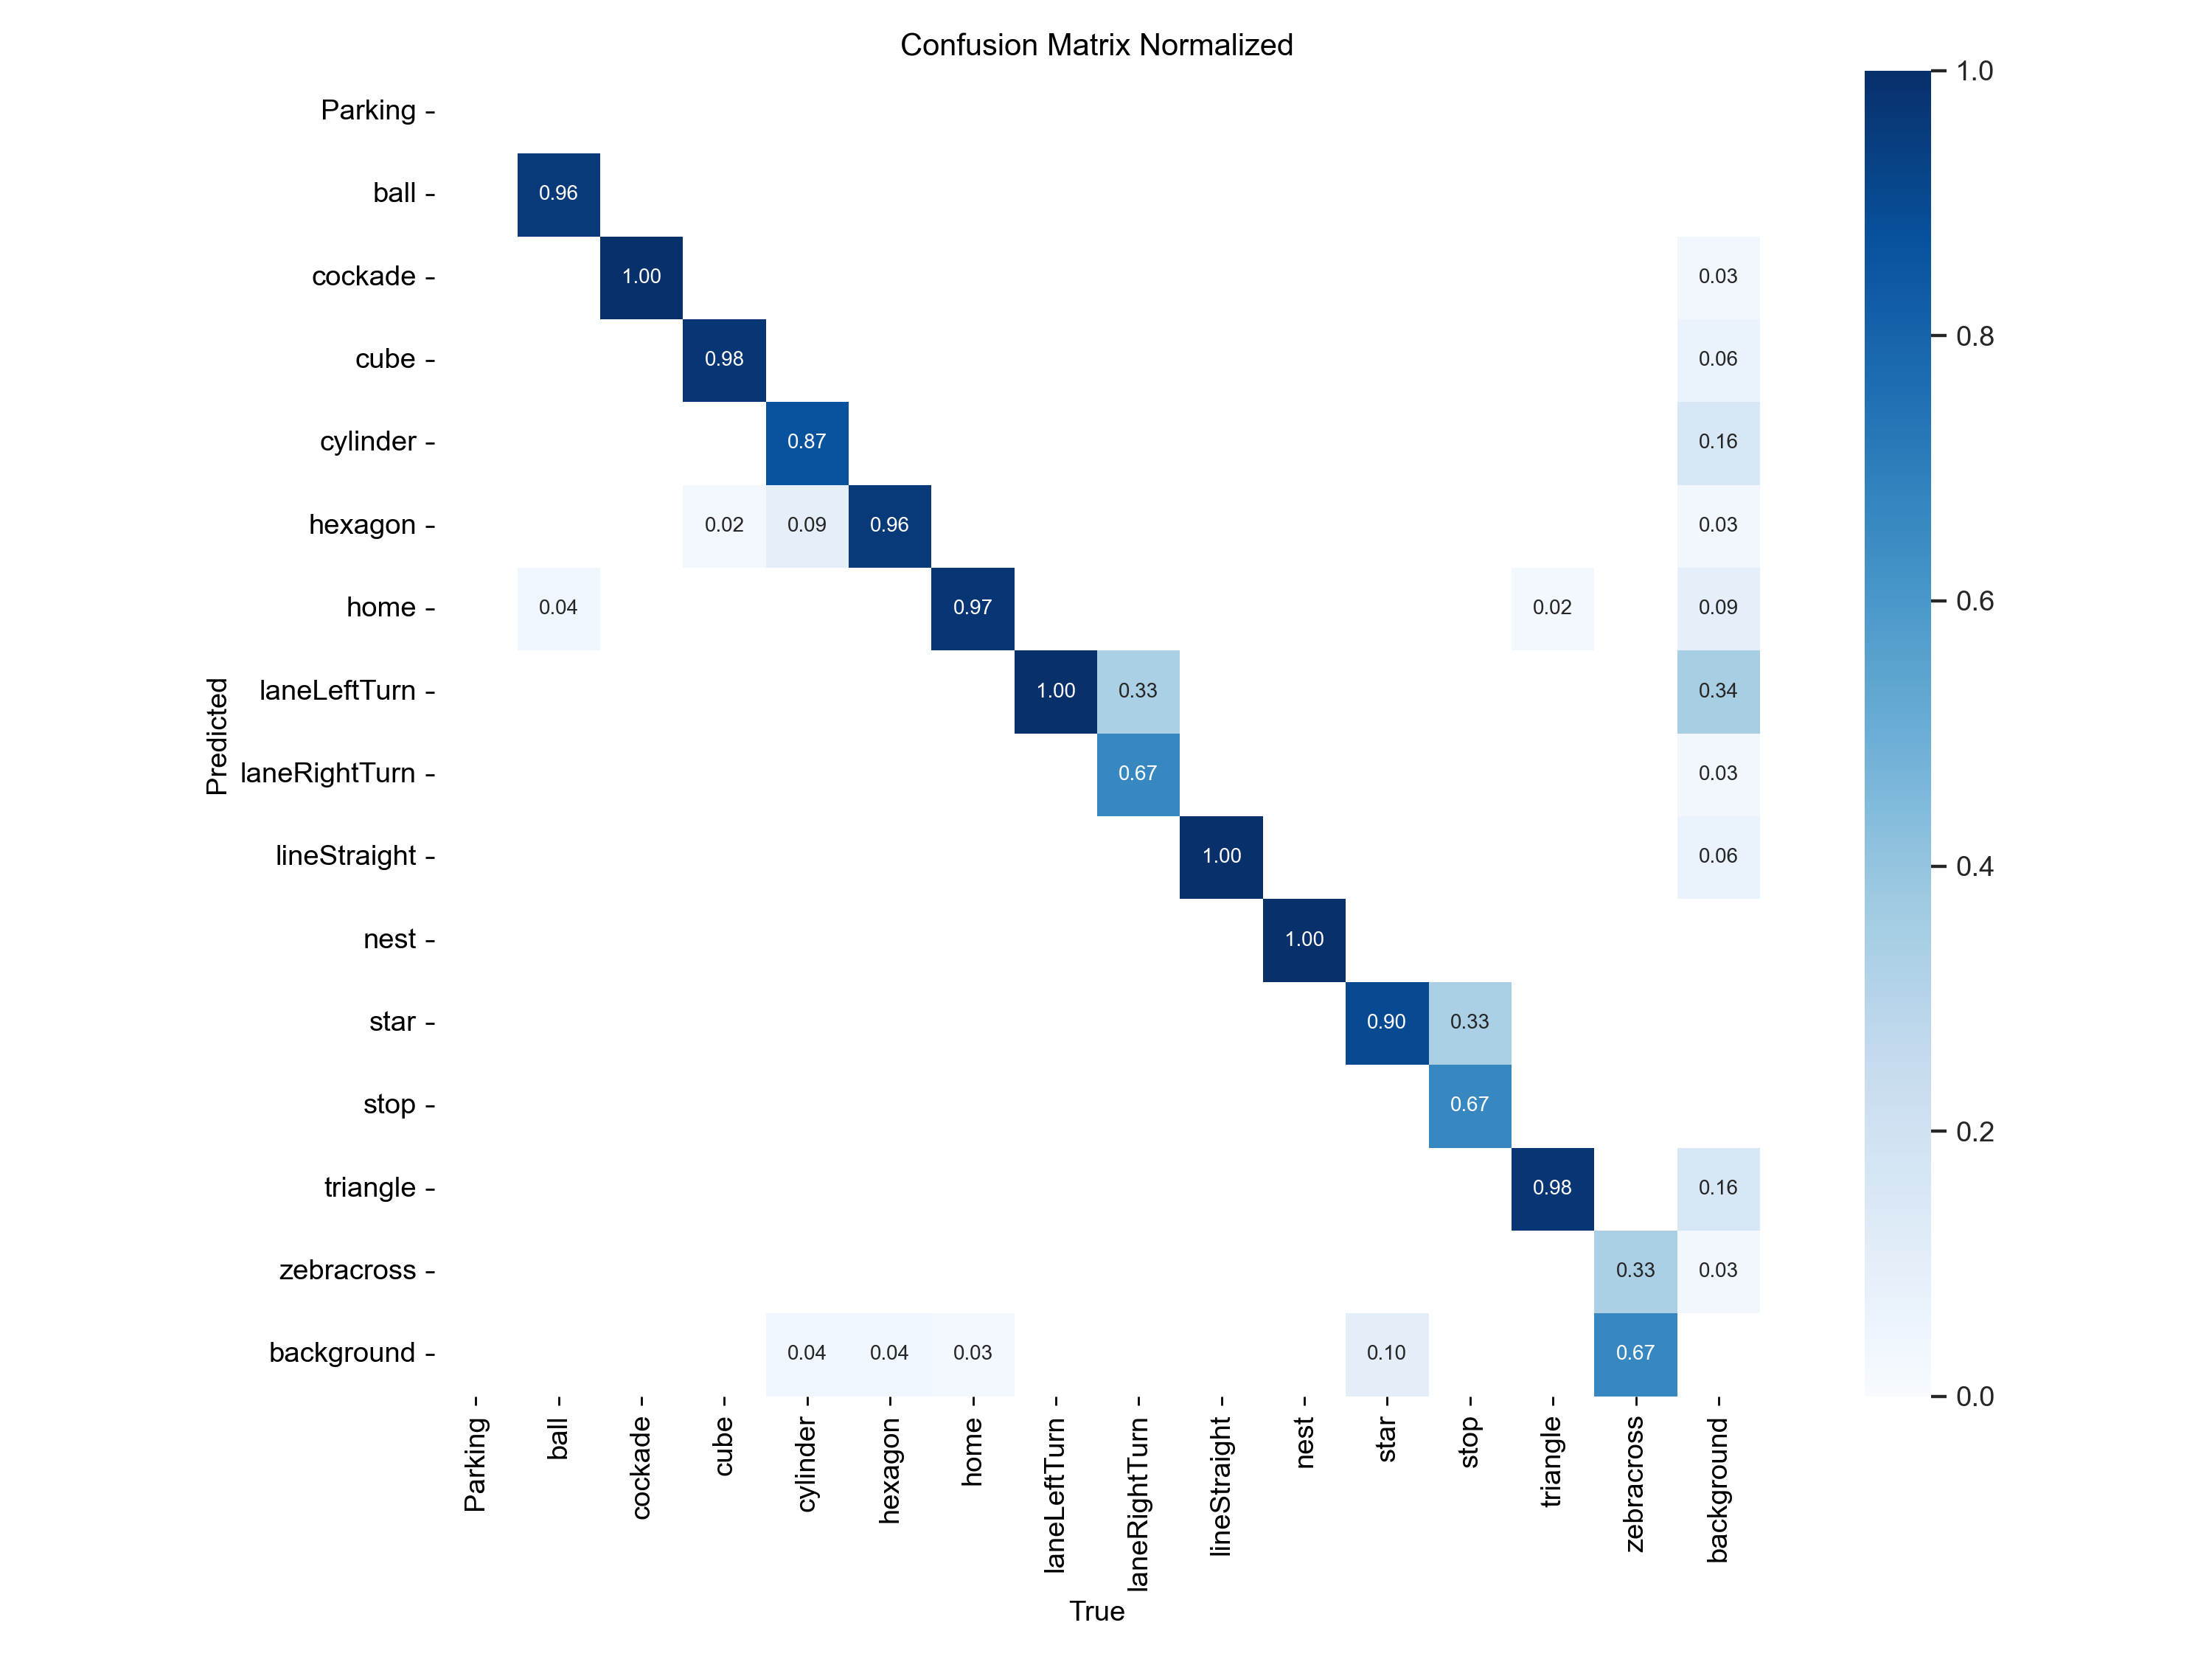 Confusion Matrix Normalized
Parking
ball 0.96
cockade 1.00 0.03
cube 0.98 0.06
cylinder 0.87 0.16
hexagon 0.02 0.09 0.96 0.03
home 0.04 0.97 0.02 0.09
laneLeftTurn 1.00 0.33 0.34
laneRightTurn 0.67 0.03
lineStraight 1.00 0.06
nest 1.00
star 0.90 0.33
stop 0.67
triangle 0.98 0.16
zebracross 0.33 0.03
background 0.04 0.04 0.03 0.10 0.67
Predicted
Parking
ball
cockade
cube
cylinder
hexagon
home
laneLeftTurn
laneRightTurn
lineStraight
nest
star
stop
triangle
zebracross
background
True
1.0
0.8
0.6
0.4
0.2
0.0